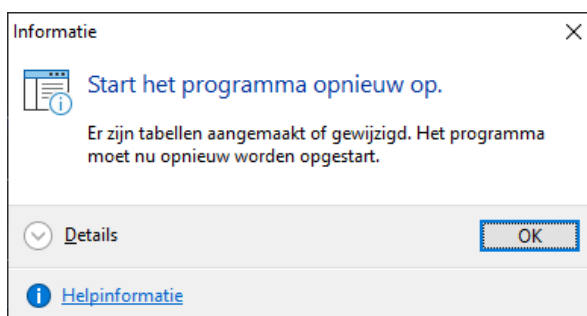 Informatie
Start het programma opnieuw op.
Er zijn tabellen aangemaakt of gewijzigd. Het programma
moet nu opnieuw worden opgestart.
Details
OK
Helpinformatie